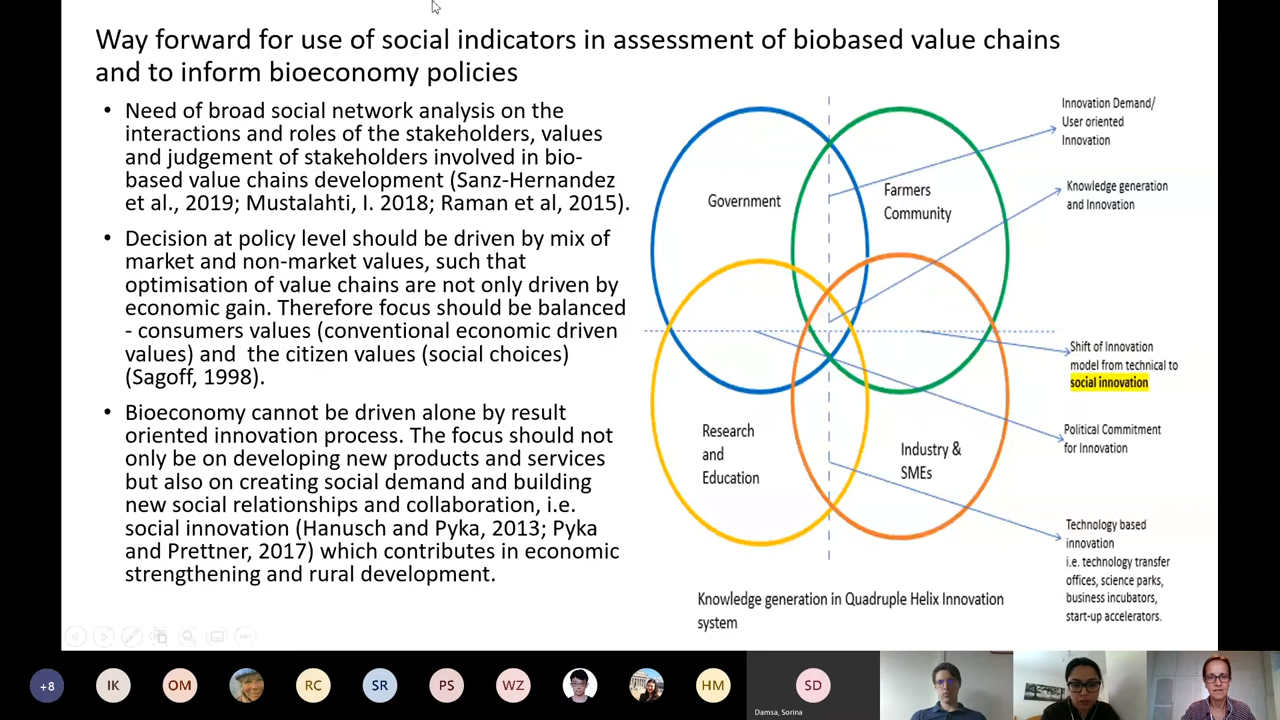 Way forward for use of social indicators in assessment of biobased value chains
and to inform bioeconomy policies
• Need of broad social network analysis on the
interactions and roles of the stakeholders, values
and judgement of stakeholders involved in bio-
based value chains development (Sanz-Hernandez
et al., 2019; Mustalahti, I. 2018; Raman et al, 2015).
• Decision at policy level should be driven by mix of
market and non-market values, such that
optimisation of value chains are not only driven by
economic gain. Therefore focus should be balanced
- consumers values (conventional economic driven
values) and  the citizen values (social choices)
(Sagoff, 1998).
• Bioeconomy cannot be driven alone by result
oriented innovation process. The focus should not
only be on developing new products and services
but also on creating social demand and building
new social relationships and collaboration, i.e.
social innovation (Hanusch and Pyka, 2013; Pyka
and Prettner, 2017) which contributes in economic
strengthening and rural development.
Government
Farmers
Community
Research
and
Education
Industry &
SMEs
Innovation Demand/
User oriented
Innovation
Knowledge generation
and Innovation
Shift of Innovation
model from technical to
social innovation
Political Commitment
for Innovation
Technology based
innovation
i.e. technology transfer
offices, science parks,
business incubators,
start-up accelerators.
Knowledge generation in Quadruple Helix Innovation
system
+8
IK
OM
RC
SR
PS
WZ
HM
SD
Damsa, Sorina